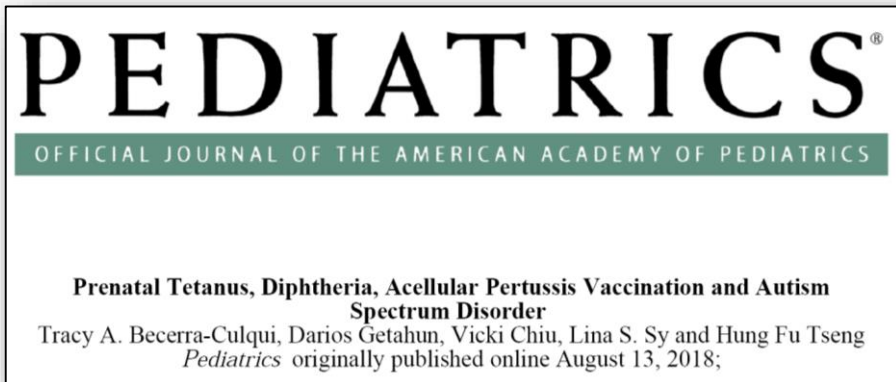 PEDIATRICS®
OFFICIAL JOURNAL OF THE AMERICAN ACADEMY OF PEDIATRICS
Prenatal Tetanus, Diphtheria, Acellular Pertussis Vaccination and Autism
Spectrum Disorder
Tracy A. Becerra-Culqui, Darios Getahun, Vicki Chiu, Lina S. Sy and Hung Fu Tseng
Pediatrics originally published online August 13, 2018;